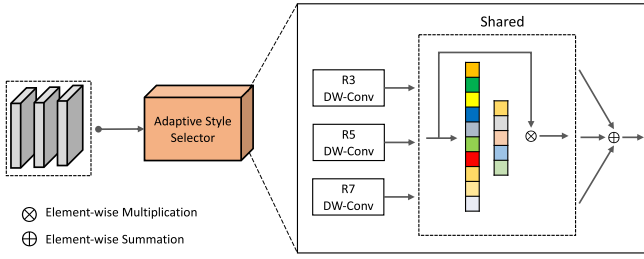 Shared
R3
DW-Conv
Adaptive Style
Selector
R5
DW-Conv
R7
DW-Conv
Element-wise Multiplication
Element-wise Summation